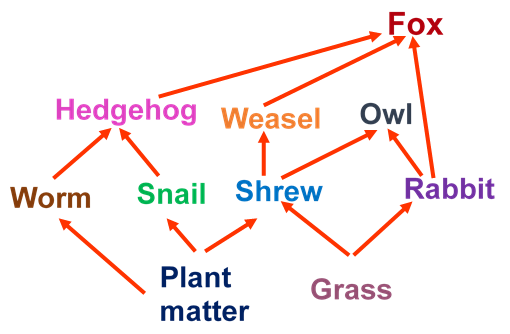 Fox
Hedgehog
Weasel
Owl
Worm
Snail
Shrew
Rabbit
Plant
matter
Grass